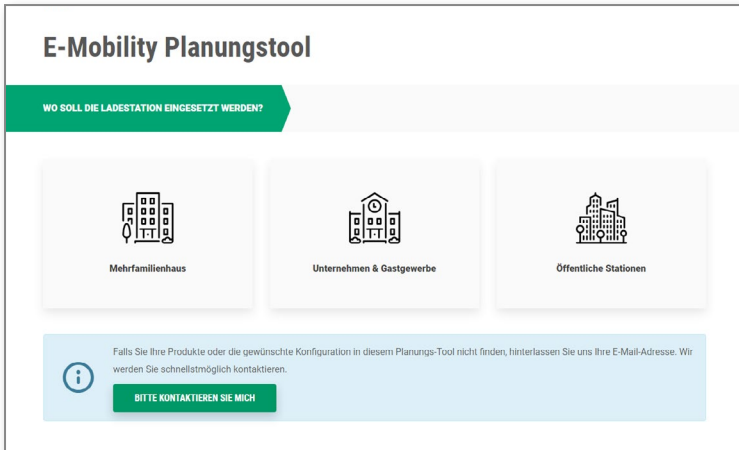 E-Mobility Planungstool
WO SOLL DIE LADESTATION EINGESETZT WERDEN?
Mehrfamilienhaus
Unternehmen & Gastgewerbe
Öffentliche Stationen
Falls Sie Ihre Produkte oder die gewünschte Konfiguration in diesem Planungs-Tool nicht finden, hinterlassen Sie uns Ihre E-Mail-Adresse. Wir
werden Sie schnellstmöglich kontaktieren.
BITTE KONTAKTIEREN SIE MICH